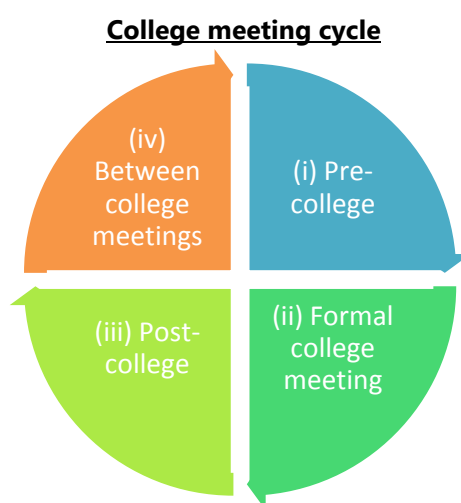 College meeting cycle
(i) Pre-
college
(ii) Formal
college
meeting
(iii) Post-
college
(iv)
Between
college
meetings